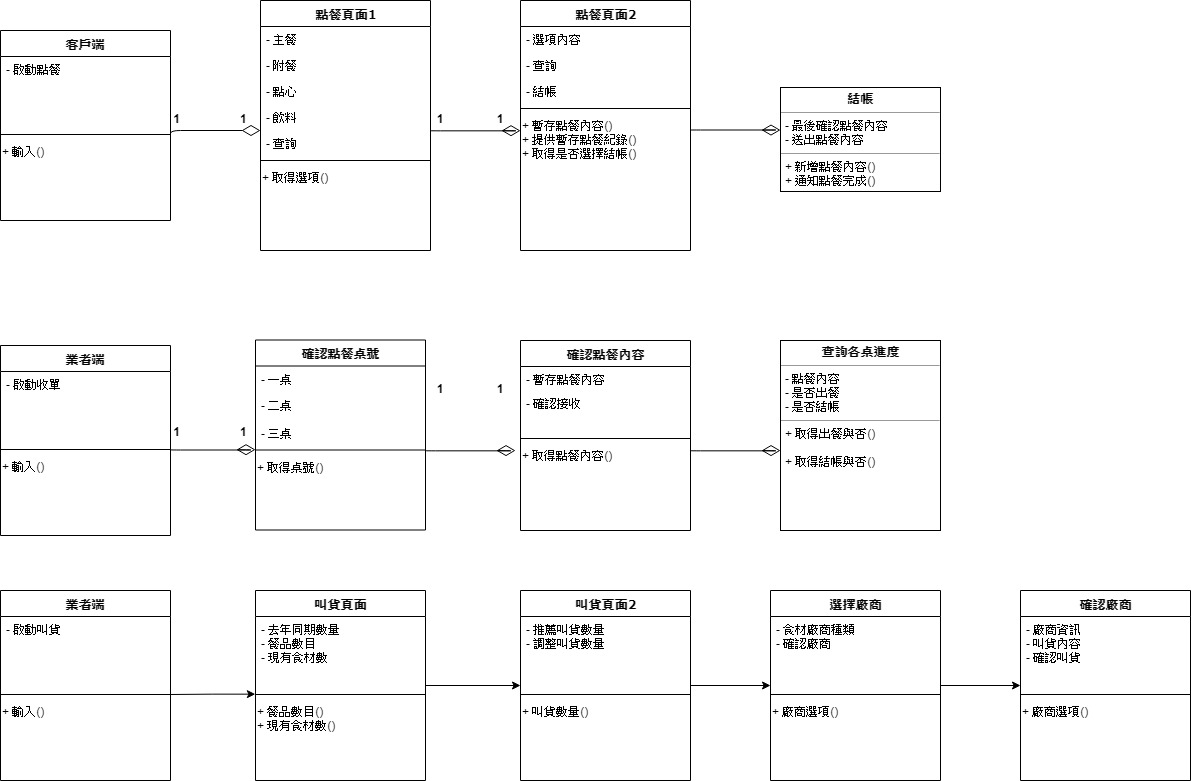 客戶端
- 啟動點餐
+ 輸入()
1
1
點餐頁面1
- 主餐
- 附餐
- 點心
- 飲料
- 查詢
+ 取得選項()
1
1
點餐頁面2
- 選項內容
- 查詢
- 結帳
+ 暫存點餐內容()
+ 提供暫存點餐紀錄()
+ 取得是否選擇結帳()
結帳
- 最後確認點餐內容
- 送出點餐內容
+ 新增點餐內容()
+ 通知點餐完成()
業者端
- 啟動收單
+ 輸入()
1
1
確認點餐桌號
- 一桌
- 二桌
- 三桌
+ 取得桌號()
1
1
確認點餐內容
- 暫存點餐內容
- 確認接收
+ 取得點餐內容()
查詢各桌進度
- 點餐內容
- 是否出餐
- 是否結帳
+ 取得出餐與否()
+ 取得結帳與否()
業者端
- 啟動叫貨
+ 輸入()
叫貨頁面
- 去年同期數量
- 餐品數目
- 現有食材數
+ 餐品數目()
+ 現有食材數()
叫貨頁面2
- 推薦叫貨數量
- 調整叫貨數量
+ 叫貨數量()
選擇廠商
- 食材廠商種類
- 確認廠商
+ 廠商選項()
確認廠商
- 廠商資訊
- 叫貨內容
- 確認叫貨
+ 廠商選項()